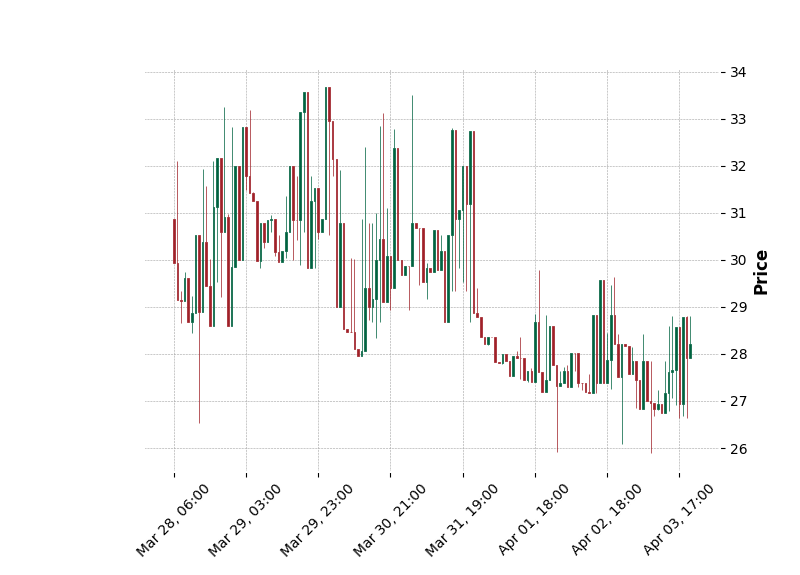 34
33
32
31
30
29
28
27
26
Price
Mar 28, 06:00
Mar 29, 03:00
Mar 29, 23:00
Mar 30, 21:00
Mar 31, 19:00
Apr 01, 18:00
Apr 02, 18:00
Apr 03, 17:00